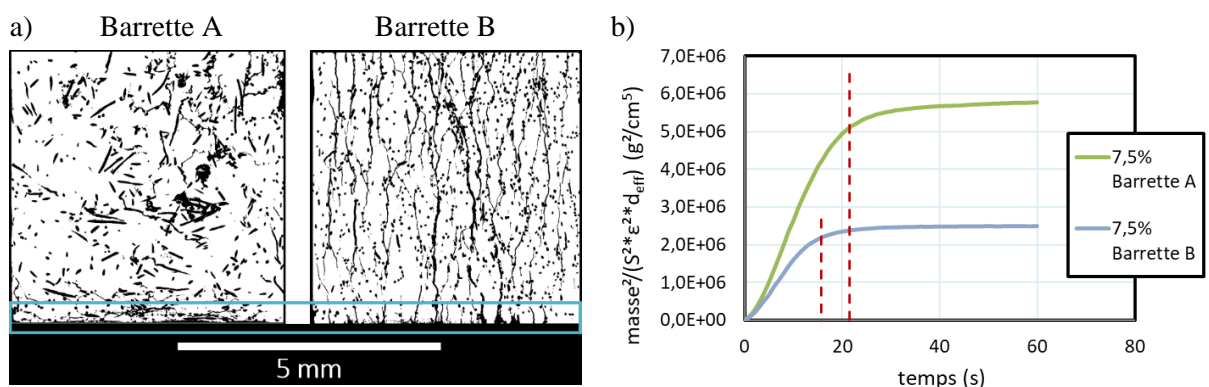 a) Barrette A Barrette B
5 mm
b)
masse²/(S²* ε²* d_eff) (g²/cm⁵)
7,0E+06
6,0E+06
5,0E+06
4,0E+06
3,0E+06
2,0E+06
1,0E+06
0,0E+00
0 20 40 60 80
temps (s)
7,5%
Barrette A
7,5%
Barrette B